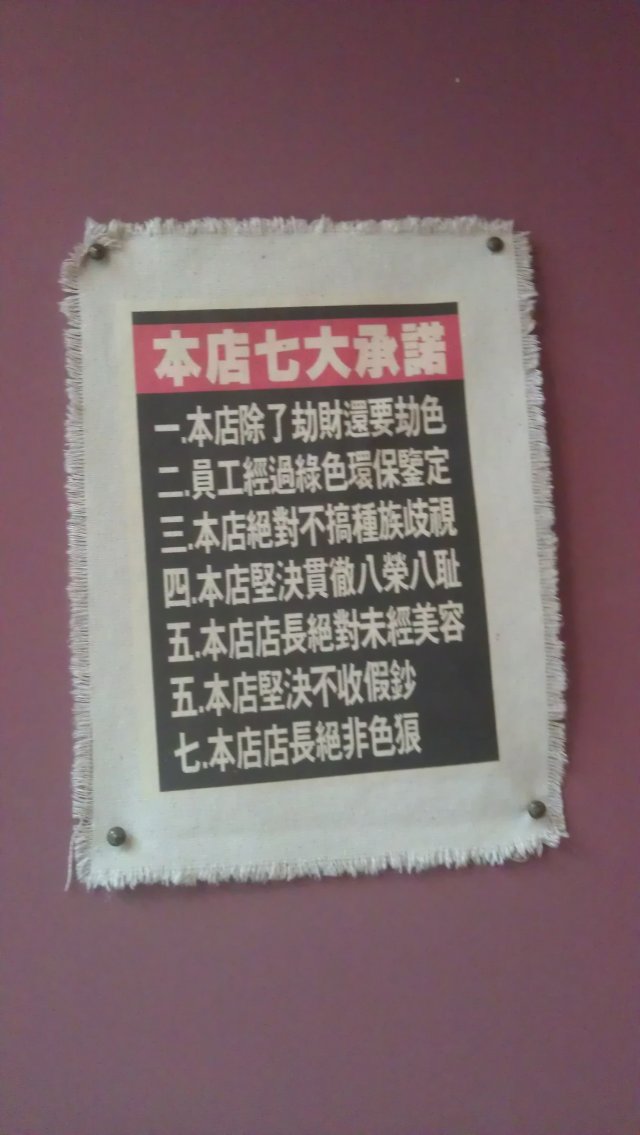 本店七大承諾
一.本店除了劫財還要劫色
二.員工經過綠色環保鑒定
三.本店絕對不搞種族歧視
四.本店堅決貫徹八榮八耻
五.本店店長絕對未經美容
五.本店堅決不收假鈔
七.本店店長絕非色狼